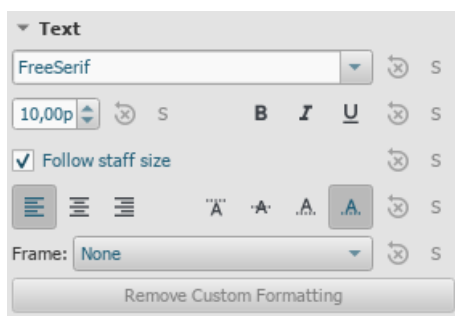 Text
FreeSerif S
10,00p S B I U S
Follow staff size S
A A A A S
Frame: None S
Remove Custom Formatting